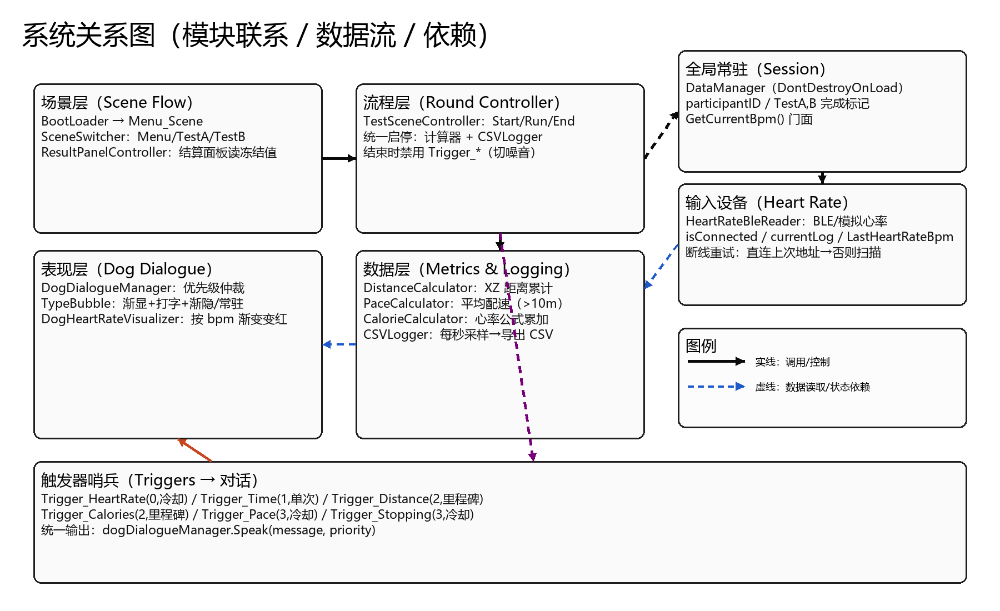 系统关系图（模块联系 / 数据流 / 依赖）
场景层（Scene Flow）
BootLoader → Menu_Scene
SceneSwitcher：Menu/TestA/TestB
ResultPanelController：结算面板读冻结值
流程层（Round Controller）
TestSceneController：Start/Run/End
统一启停：计算器 + CSVLogger
结束时禁用 Trigger_*（切噪音）
全局常驻（Session）
DataManager（DontDestroyOnLoad）
participantID / TestA,B 完成标记
GetCurrentBpm() 门面
输入设备（Heart Rate）
HeartRateBleReader：BLE/模拟心率
isConnected / currentLog / LastHeartRateBpm
断线重试：直连上次地址→否则扫描
表现层（Dog Dialogue）
DogDialogueManager：优先级仲裁
TypeBubble：渐显+打字+渐隐/常驻
DogHeartRateVisualizer：按 bpm 渐变变红
数据层（Metrics & Logging）
DistanceCalculator：XZ 距离累计
PaceCalculator：平均配速（>10m）
CalorieCalculator：心率公式累加
CSVLogger：每秒采样→导出 CSV
图例
实线：调用/控制
虚线：数据读取/状态依赖
触发器哨兵（Triggers → 对话）
Trigger_HeartRate(0,冷却) / Trigger_Time(1,单次) / Trigger_Distance(2,里程碑)
Trigger_Calories(2,里程碑) / Trigger_Pace(3,冷却) / Trigger_Stopping(3,冷却)
统一输出：dogDialogueManager.Speak(message, priority)